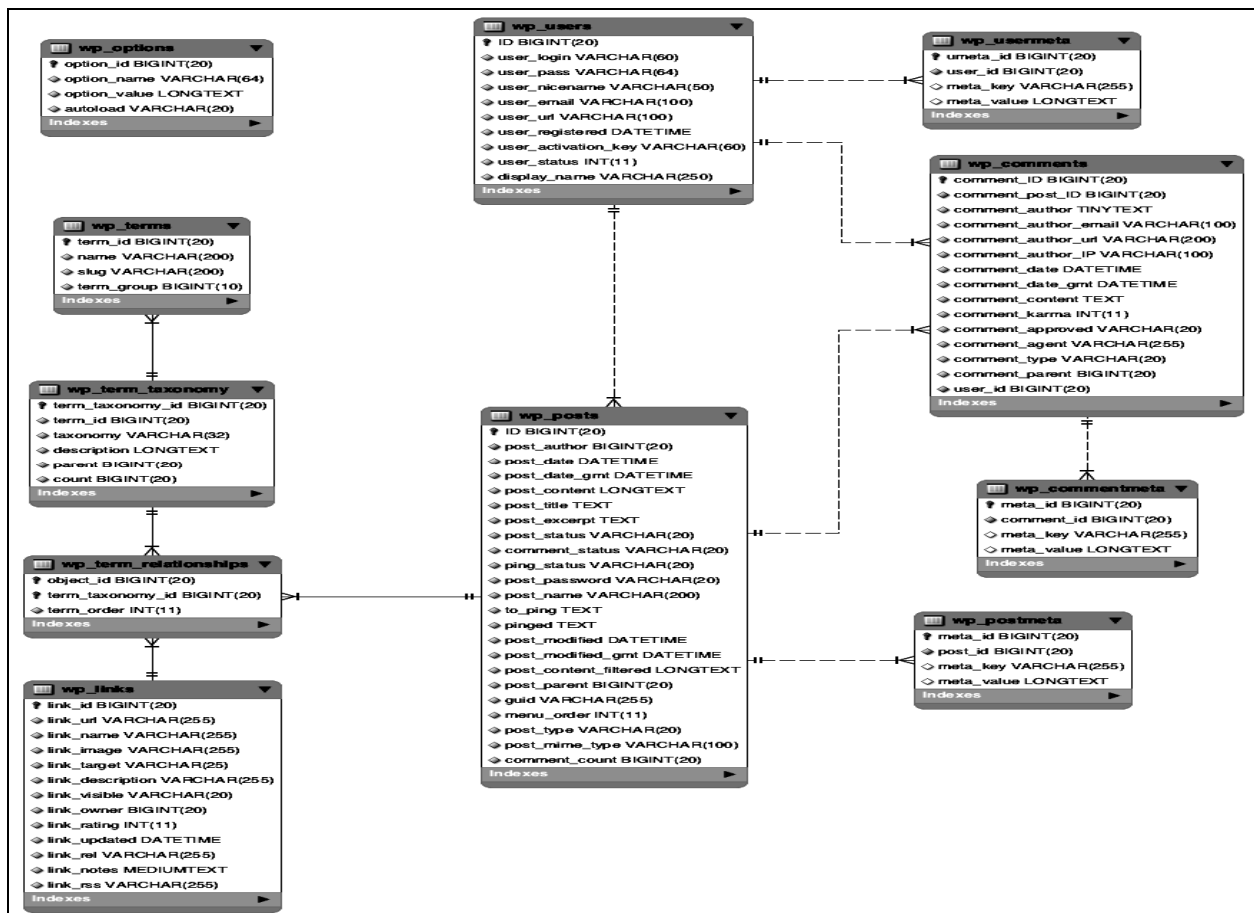 wp_options
option_id BIGINT(20)
option_name VARCHAR(64)
option_value LONGTEXT
autoload VARCHAR(20)
Indexes
wp_users
ID BIGINT(20)
user_login VARCHAR(60)
user_pass VARCHAR(64)
user_nicename VARCHAR(50)
user_email VARCHAR(100)
user_url VARCHAR(100)
user_registered DATETIME
user_activation_key VARCHAR(60)
user_status INT(11)
display_name VARCHAR(250)
Indexes
wp_usermeta
umeta_id BIGINT(20)
user_id BIGINT(20)
meta_key VARCHAR(255)
meta_value LONGTEXT
Indexes
wp_comments
comment_ID BIGINT(20)
comment_post_ID BIGINT(20)
comment_author TINYTEXT
comment_author_email VARCHAR(100)
comment_author_url VARCHAR(200)
comment_author_IP VARCHAR(100)
comment_date DATETIME
comment_date_gmt DATETIME
comment_content TEXT
comment_karma INT(11)
comment_approved VARCHAR(20)
comment_agent VARCHAR(255)
comment_type VARCHAR(20)
comment_parent BIGINT(20)
user_id BIGINT(20)
Indexes
wp_terms
term_id BIGINT(20)
name VARCHAR(200)
slug VARCHAR(200)
term_group BIGINT(10)
Indexes
wp_term_taxonomy
term_taxonomy_id BIGINT(20)
term_id BIGINT(20)
taxonomy VARCHAR(32)
description LONGTEXT
parent BIGINT(20)
count BIGINT(20)
Indexes
wp_posts
ID BIGINT(20)
post_author BIGINT(20)
post_date DATETIME
post_date_gmt DATETIME
post_content LONGTEXT
post_title TEXT
post_excerpt TEXT
post_status VARCHAR(20)
comment_status VARCHAR(20)
ping_status VARCHAR(20)
post_password VARCHAR(20)
post_name VARCHAR(200)
to_ping TEXT
pinged TEXT
post_modified DATETIME
post_modified_gmt DATETIME
post_content_filtered LONGTEXT
post_parent BIGINT(20)
guid VARCHAR(255)
menu_order INT(11)
post_type VARCHAR(20)
post_mime_type VARCHAR(100)
comment_count BIGINT(20)
Indexes
wp_commentmeta
meta_id BIGINT(20)
comment_id BIGINT(20)
meta_key VARCHAR(255)
meta_value LONGTEXT
Indexes
wp_term_relationships
object_id BIGINT(20)
term_taxonomy_id BIGINT(20)
term_order INT(11)
Indexes
wp_postmeta
meta_id BIGINT(20)
post_id BIGINT(20)
meta_key VARCHAR(255)
meta_value LONGTEXT
Indexes
wp_links
link_id BIGINT(20)
link_url VARCHAR(255)
link_name VARCHAR(255)
link_image VARCHAR(255)
link_target VARCHAR(25)
link_description VARCHAR(255)
link_visible VARCHAR(20)
link_owner BIGINT(20)
link_rating INT(11)
link_updated DATETIME
link_rel VARCHAR(255)
link_notes MEDIUMTEXT
link_rss VARCHAR(255)
Indexes